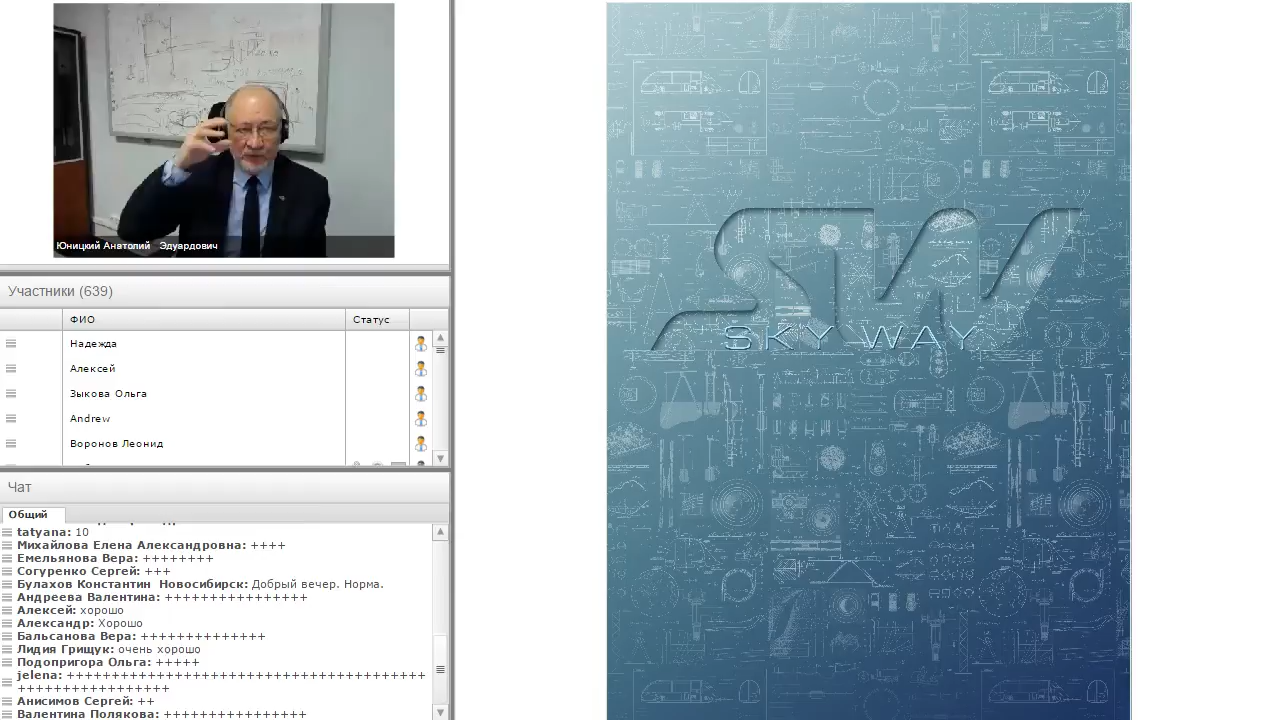 Юницкий Анатолий Эдуардович
Участники (639)
ФИО Статус
Надежда
Алексей
Зыкова Ольга
Andrew
Воронов Леонид
Чат
Общий
tatyana: 10
Михайлова Елена Александровна: ++++
Емельянова Вера: ++++++++
Согуренко Сергей: +++
Булахов Константин Новосибирск: Добрый вечер. Норма.
Андреева Валентина: ++++++++++++++++
Алексей: хорошо
Александр: Хорошо
Бальсанова Вера: ++++++++++++++
Лидия Грищук: очень хорошо
Подопригора Ольга: +++++
jelena: ++++++++++++++++++++++++++++++++++++++++
+++++++++++++++++
Анисимов Сергей: ++
Валентина Полякова: ++++++++++++++++
SW
SKY WAY